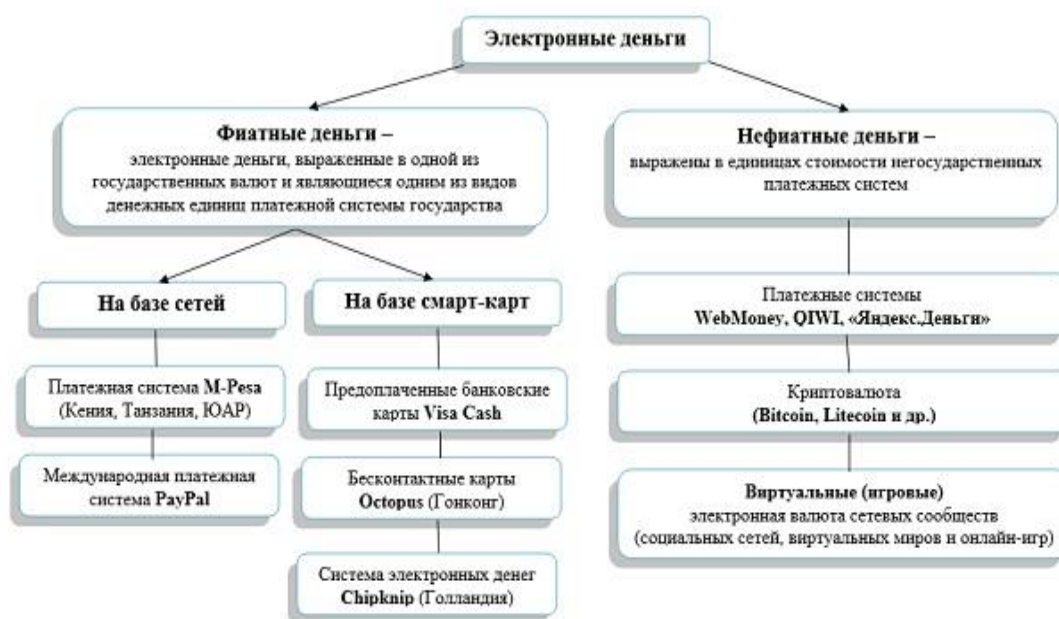 Электронные деньги
Фиатные деньги –
электронные деньги, выраженные в одной из
государственных валют и являющиеся одним из видов
денежных единиц платежной системы государства
Нефиатные деньги –
выражены в единицах стоимости негосударственных
платежных систем
На базе сетей
На базе смарт-карт
Платежная система M-Pesa
(Кения, Танзания, ЮАР)
Международная платежная
система PayPal
Предоплаченные банковские
карты Visa Cash
Бесконтактные карты
Octopus (Гонконг)
Система электронных денег
Chipknip (Голландия)
Платежные системы
WebMoney, QIWI, «Яндекс.Деньги»
Криптовалюта
(Bitcoin, Litecoin и др.)
Виртуальные (игровые)
электронная валюта сетевых сообществ
(социальных сетей, виртуальных миров и онлайн-игр)